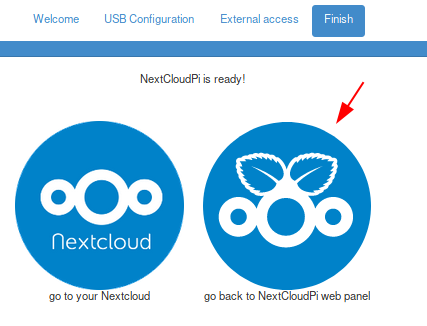 Welcome
USB Configuration
External access
Finish
NextCloudPi is ready!
Nextcloud
go to your Nextcloud
go back to NextCloudPi web panel